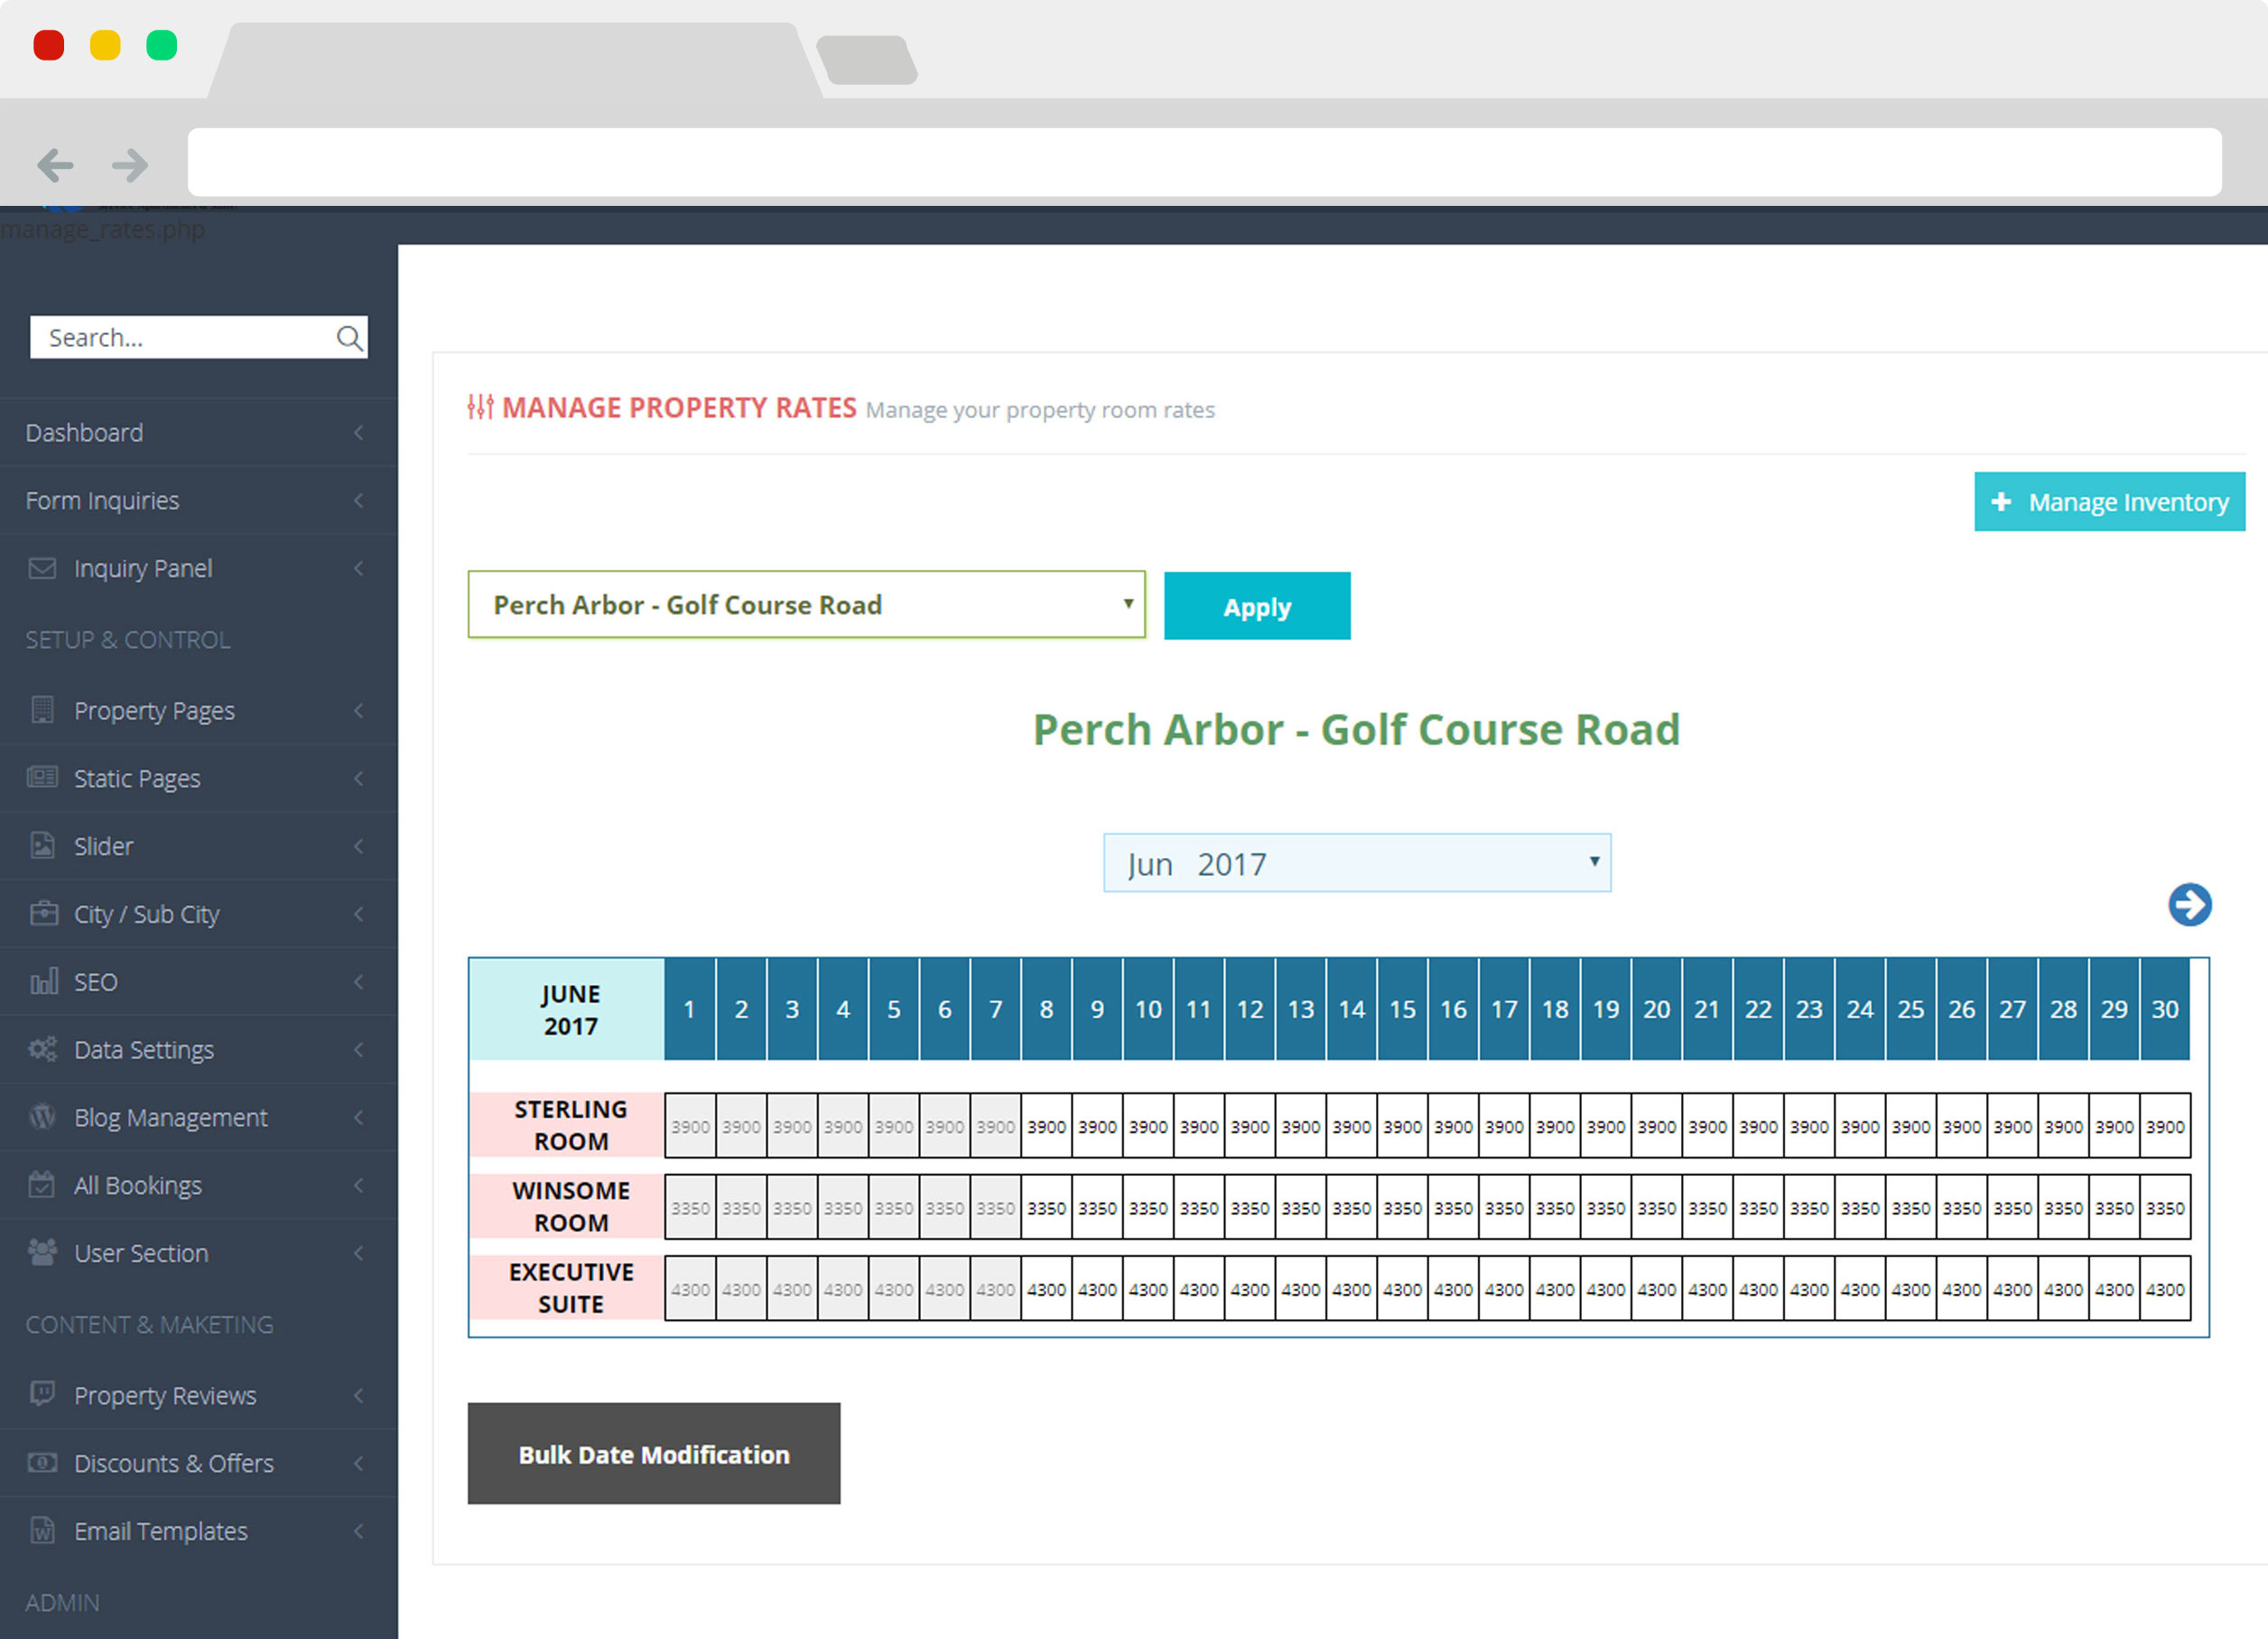 manage_rates.php
Search...
Dashboard
Form Inquiries
Inquiry Panel
SETUP & CONTROL
Property Pages
Static Pages
Slider
City / Sub City
SEO
Data Settings
Blog Management
All Bookings
User Section
CONTENT & MAKETING
Property Reviews
Discounts & Offers
Email Templates
ADMIN
MANAGE PROPERTY RATES Manage your property room rates
Manage Inventory
Perch Arbor - Golf Course Road
Apply
Perch Arbor - Golf Course Road
Jun 2017
JUNE
2017
1 2 3 4 5 6 7 8 9 10 11 12 13 14 15 16 17 18 19 20 21 22 23 24 25 26 27 28 29 30
STERLING
ROOM
3900 3900 3900 3900 3900 3900 3900 3900 3900 3900 3900 3900 3900 3900 3900 3900 3900 3900 3900 3900 3900 3900 3900 3900 3900 3900 3900 3900 3900 3900
WINSOME
ROOM
3350 3350 3350 3350 3350 3350 3350 3350 3350 3350 3350 3350 3350 3350 3350 3350 3350 3350 3350 3350 3350 3350 3350 3350 3350 3350 3350 3350 3350 3350
EXECUTIVE
SUITE
4300 4300 4300 4300 4300 4300 4300 4300 4300 4300 4300 4300 4300 4300 4300 4300 4300 4300 4300 4300 4300 4300 4300 4300 4300 4300 4300 4300 4300 4300
Bulk Date Modification